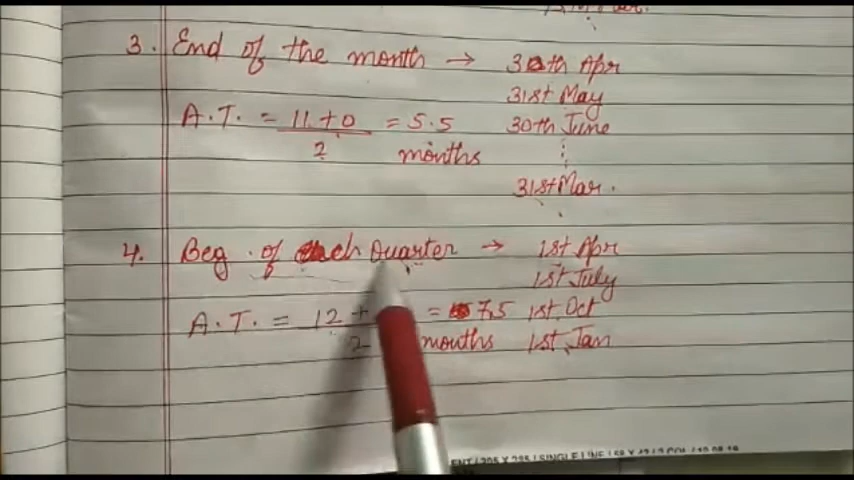 3. End of the month → 30th Apr
31st May
A.T. = 11+0 = 5.5 30th June
2 months
31st Mar.
4. Beg. of each Quarter → 1st Apr
1st July
A.T. = 12+ = 7.5 1st Oct
2 months 1st Jan